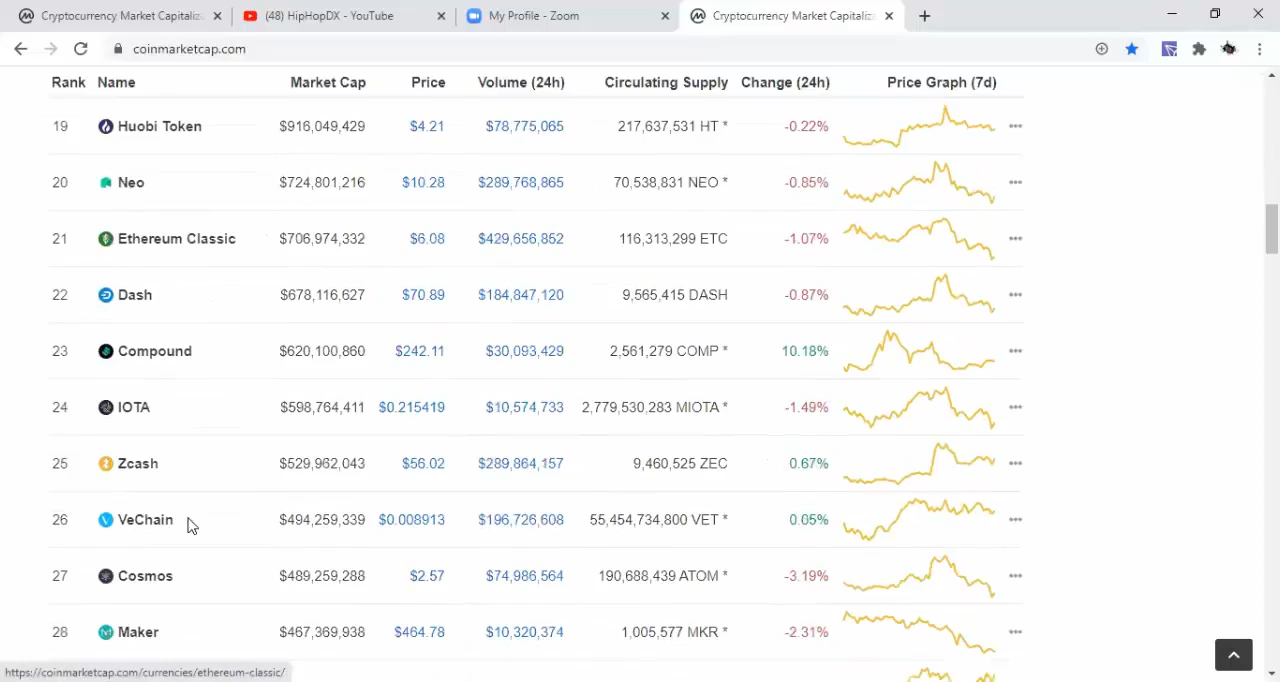 Cryptocurrency Market Capitaliz
(48) HipHopDX - YouTube
My Profile - Zoom
Cryptocurrency Market Capitaliz
coinmarketcap.com
Rank Name Market Cap Price Volume (24h) Circulating Supply Change (24h) Price Graph (7d)
19 Huobi Token $916,049,429 $4.21 $78,775,065 217,637,531 HT * -0.22%
20 Neo $724,801,216 $10.28 $289,768,865 70,538,831 NEO * -0.85%
21 Ethereum Classic $706,974,332 $6.08 $429,656,852 116,313,299 ETC -1.07%
22 Dash $678,116,627 $70.89 $184,847,120 9,565,415 DASH -0.87%
23 Compound $620,100,860 $242.11 $30,093,429 2,561,279 COMP * 10.18%
24 IOTA $598,764,411 $0.215419 $10,574,733 2,779,530,283 MIOTA * -1.49%
25 Zcash $529,962,043 $56.02 $289,864,157 9,460,525 ZEC 0.67%
26 VeChain $494,259,339 $0.008913 $196,726,608 55,454,734,800 VET * 0.05%
27 Cosmos $489,259,288 $2.57 $74,986,564 190,688,439 ATOM * -3.19%
28 Maker $467,369,938 $464.78 $10,320,374 1,005,577 MKR * -2.31%
https://coinmarketcap.com/currencies/ethereum-classic/